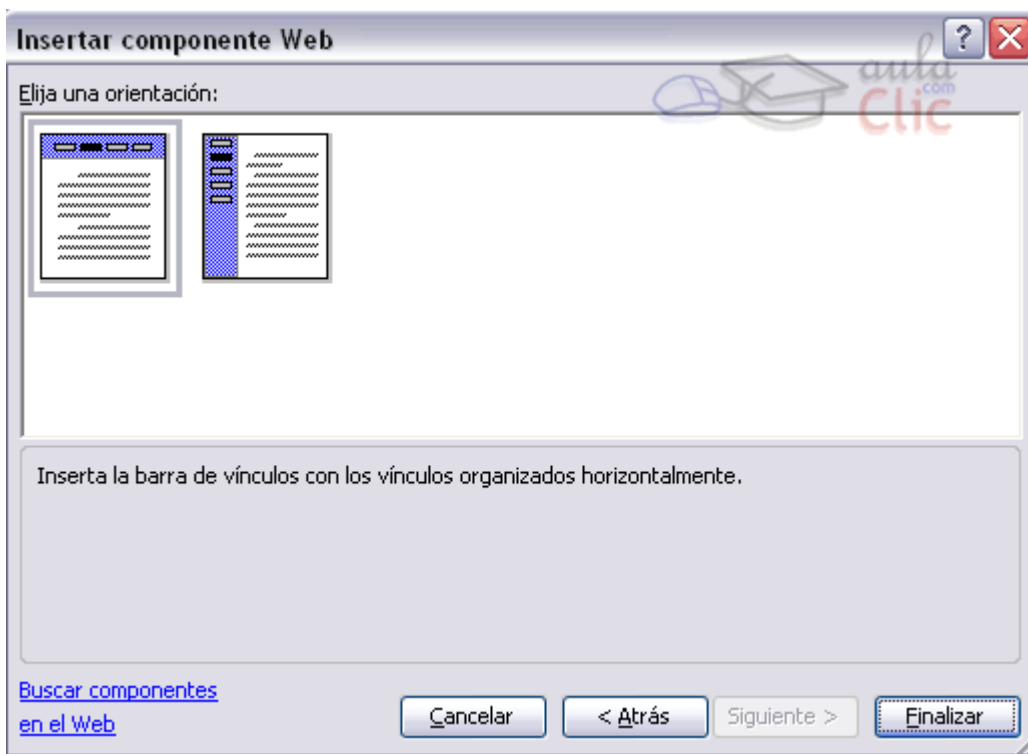 Insertar componente Web
?
aula
.com
Clic
Elija una orientación:
Inserta la barra de vínculos con los vínculos organizados horizontalmente.
Buscar componentes
en el Web
Cancelar
< Atrás
Siguiente >
Finalizar